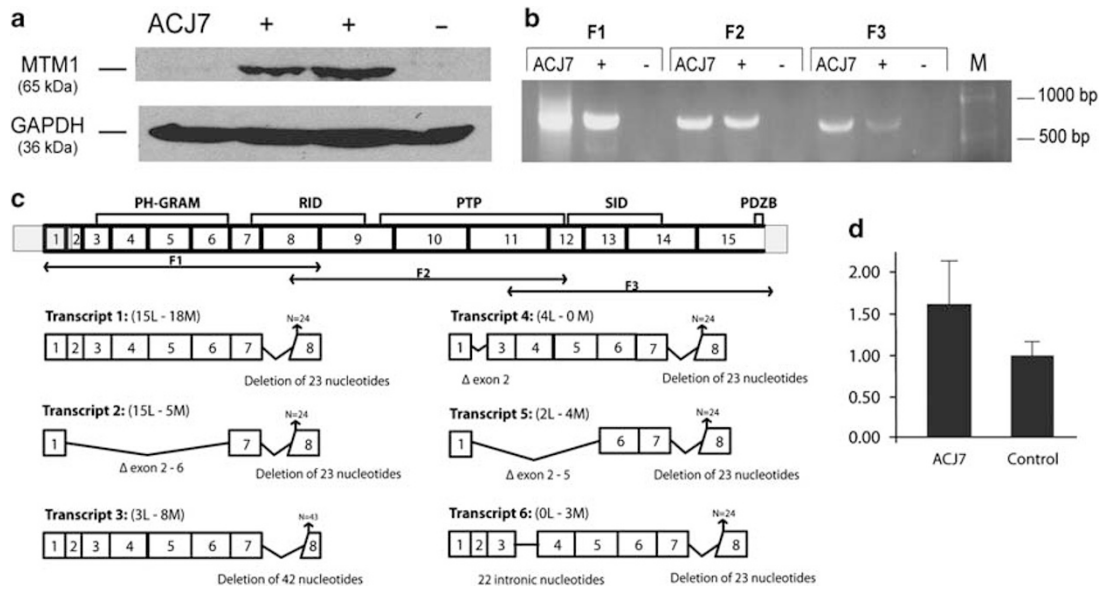 a
ACJ7 + + –
MTM1
(65 kDa)
GAPDH
(36 kDa)
b
F1 F2 F3
ACJ7 + - ACJ7 + - ACJ7 + - M
1000 bp
500 bp
c
PH-GRAM RID PTP SID PDZB
1 2 3 4 5 6 7 8 9 10 11 12 13 14 15
F1
F2
F3
Transcript 1: (15L - 18M)
N=24
1 2 3 4 5 6 7 8
Deletion of 23 nucleotides
Transcript 2: (15L - 5M)
N=24
1 7 8
Δ exon 2 - 6
Deletion of 23 nucleotides
Transcript 3: (3L - 8M)
N=43
1 2 3 4 5 6 7 8
Deletion of 42 nucleotides
Transcript 4: (4L - 0 M)
N=24
1 3 4 5 6 7 8
Δ exon 2
Deletion of 23 nucleotides
Transcript 5: (2L - 4M)
N=24
1 6 7 8
Δ exon 2 - 5
Deletion of 23 nucleotides
Transcript 6: (0L - 3M)
N=24
1 2 3 4 5 6 7 8
22 intronic nucleotides
Deletion of 23 nucleotides
d
2.00
1.50
1.00
0.50
0.00
ACJ7 Control